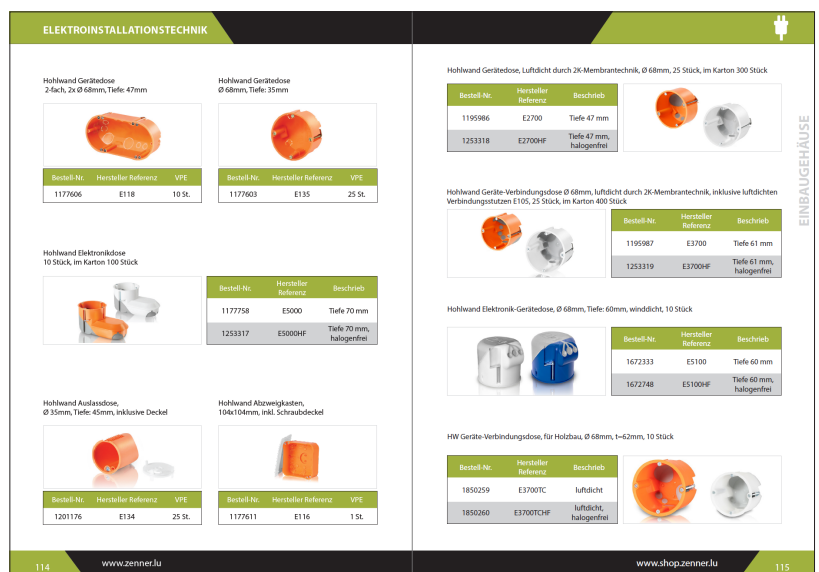 ELEKTROINSTALLATIONSTECHNIK
Hohlwand Gerätedose
2-fach, 2x Ø 68mm, Tiefe: 47mm
Bestell-Nr. Hersteller Referenz VPE
1177606 E118 10 St.
Hohlwand Gerätedose
Ø 68mm, Tiefe: 35mm
Bestell-Nr. Hersteller Referenz VPE
1177603 E135 25 St.
Hohlwand Elektronikdose
10 Stück, im Karton 100 Stück
Bestell-Nr. Hersteller Referenz Beschrieb
1177758 E5000 Tiefe 70 mm
1253317 E5000HF Tiefe 70 mm, halogenfrei
Hohlwand Auslassdose,
Ø 35mm, Tiefe: 45mm, inklusive Deckel
Bestell-Nr. Hersteller Referenz VPE
1201176 E134 25 St.
Hohlwand Abzweigkasten,
104x104mm, inkl. Schraubdeckel
Bestell-Nr. Hersteller Referenz VPE
1177611 E116 1 St.
114 www.zenner.lu
Hohlwand Gerätedose, Luftdicht durch 2K-Membrantechnik, Ø 68mm, 25 Stück, im Karton 300 Stück
Bestell-Nr. Hersteller Referenz Beschrieb
1195986 E2700 Tiefe 47 mm
1253318 E2700HF Tiefe 47 mm, halogenfrei
Hohlwand Geräte-Verbindungsdose Ø 68mm, luftdicht durch 2K-Membrantechnik, inklusive luftdichten
Verbindungsstutzen E105, 25 Stück, im Karton 400 Stück
Bestell-Nr. Hersteller Referenz Beschrieb
1195987 E3700 Tiefe 61 mm
1253319 E3700HF Tiefe 61 mm, halogenfrei
Hohlwand Elektronik-Gerätedose, Ø 68mm, Tiefe: 60mm, winddicht, 10 Stück
Bestell-Nr. Hersteller Referenz Beschrieb
1672333 E5100 Tiefe 60 mm
1672748 E5100HF Tiefe 60 mm, halogenfrei
HW Geräte-Verbindungsdose, für Holzbau, Ø 68mm, t=62mm, 10 Stück
Bestell-Nr. Hersteller Referenz Beschrieb
1850259 E3700TC luftdicht
1850260 E3700TCHF luftdicht, halogenfrei
EINBAUGEHÄUSE
www.shop.zenner.lu 115